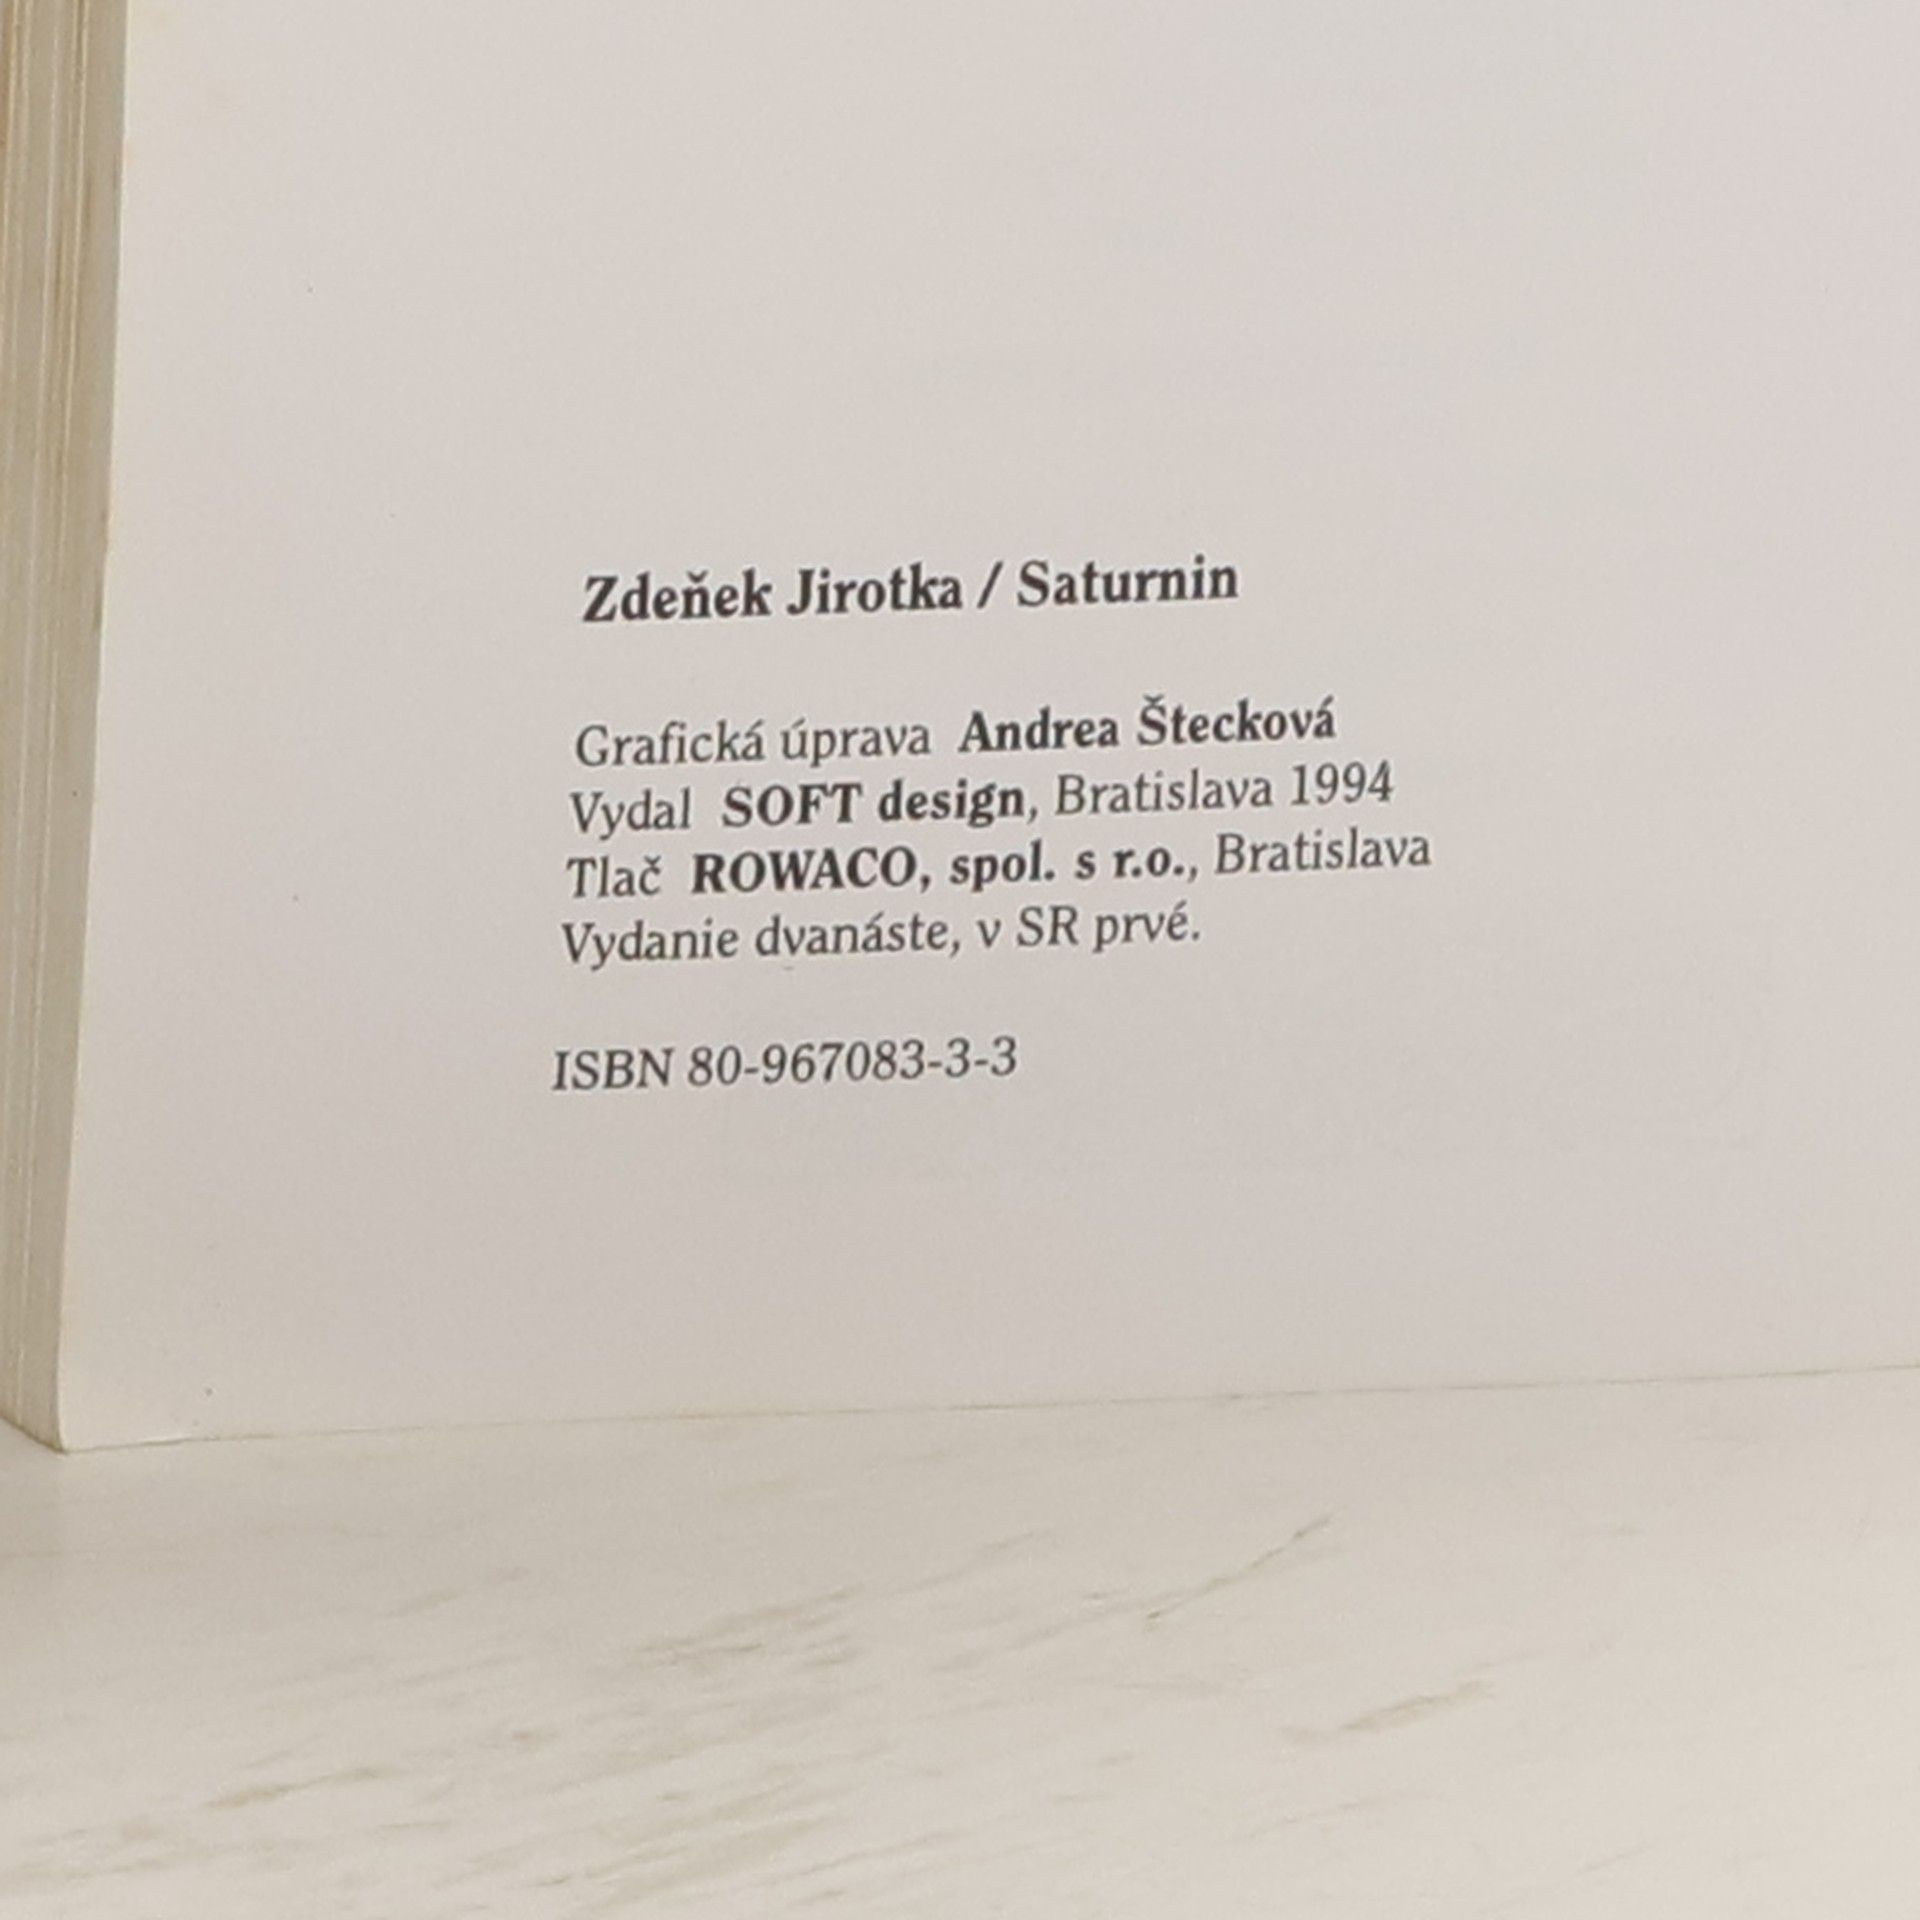 Zdeňek Jirotka / Saturnin
Grafická úprava Andrea Štecková
Vydal SOFT design, Bratislava 1994
Tlač ROWACO, spol. s r.o., Bratislava
Vydanie dvanáste, v SR prvé.
ISBN 80-967083-3-3